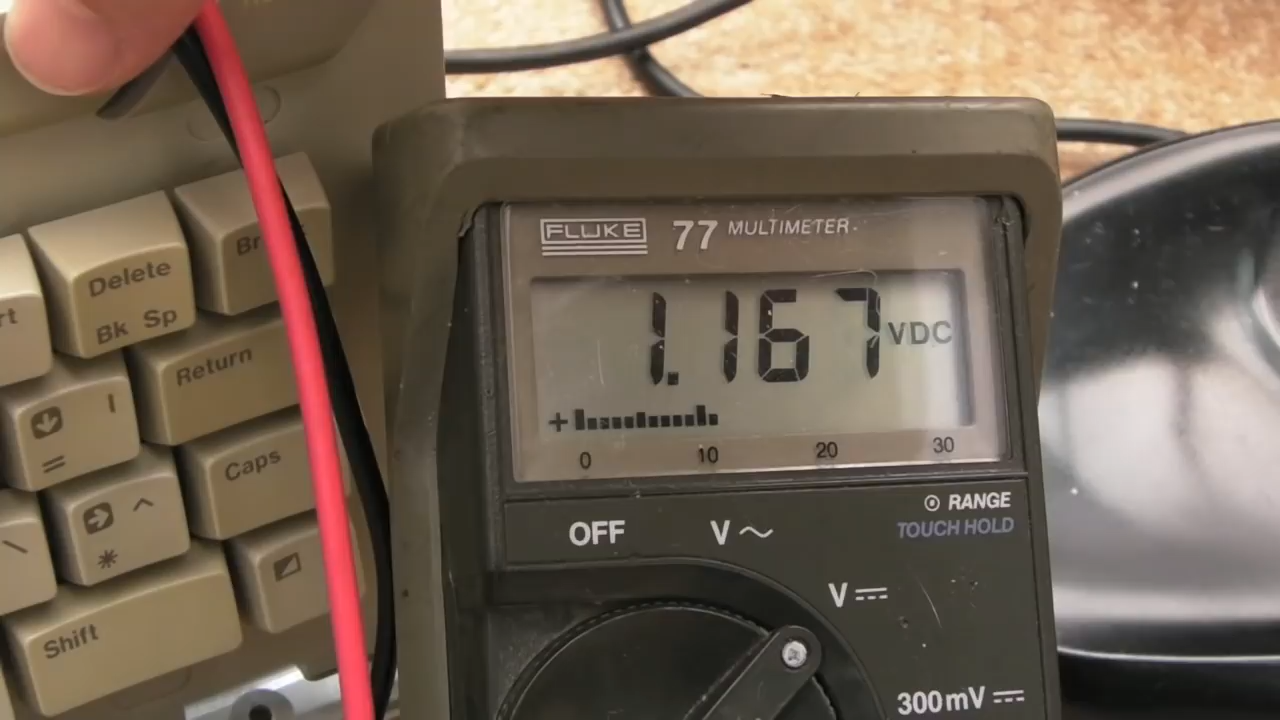 FLUKE 77 MULTIMETER
1.167 VDC
+
0 10 20 30
RANGE
TOUCH HOLD
OFF V
V
300mV
Delete
Bk Sp
Return
Caps
Shift